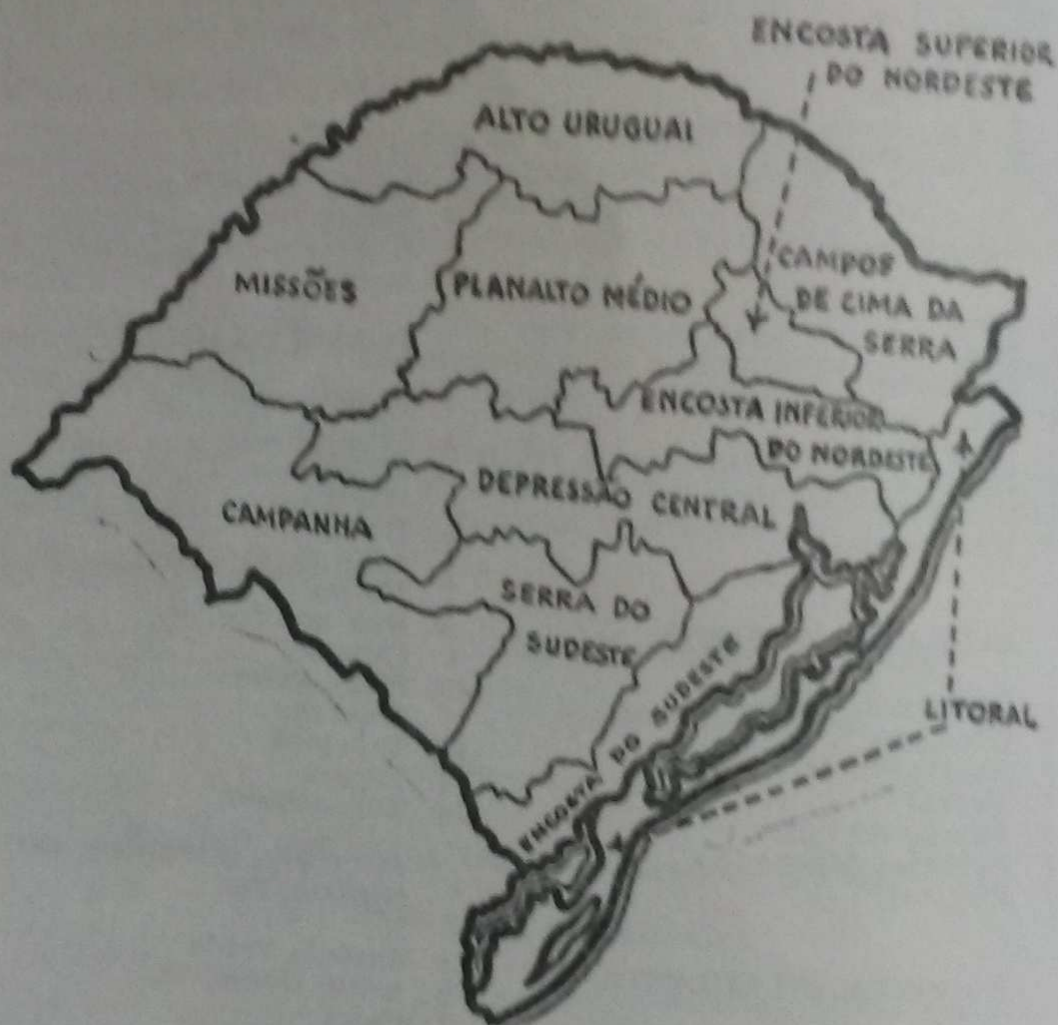 ENCOSTA SUPERIOR
DO NORDESTE
ALTO URUGUAI
MISSÕES
PLANALTO MÉDIO
CAMPOS
DE CIMA DA
SERRA
ENCOSTA INFERIOR
DO NORDESTE
DEPRESSÃO CENTRAL
CAMPANHA
SERRA DO
SUDESTE
ENCOSTA DO SUDESTE
LITORAL